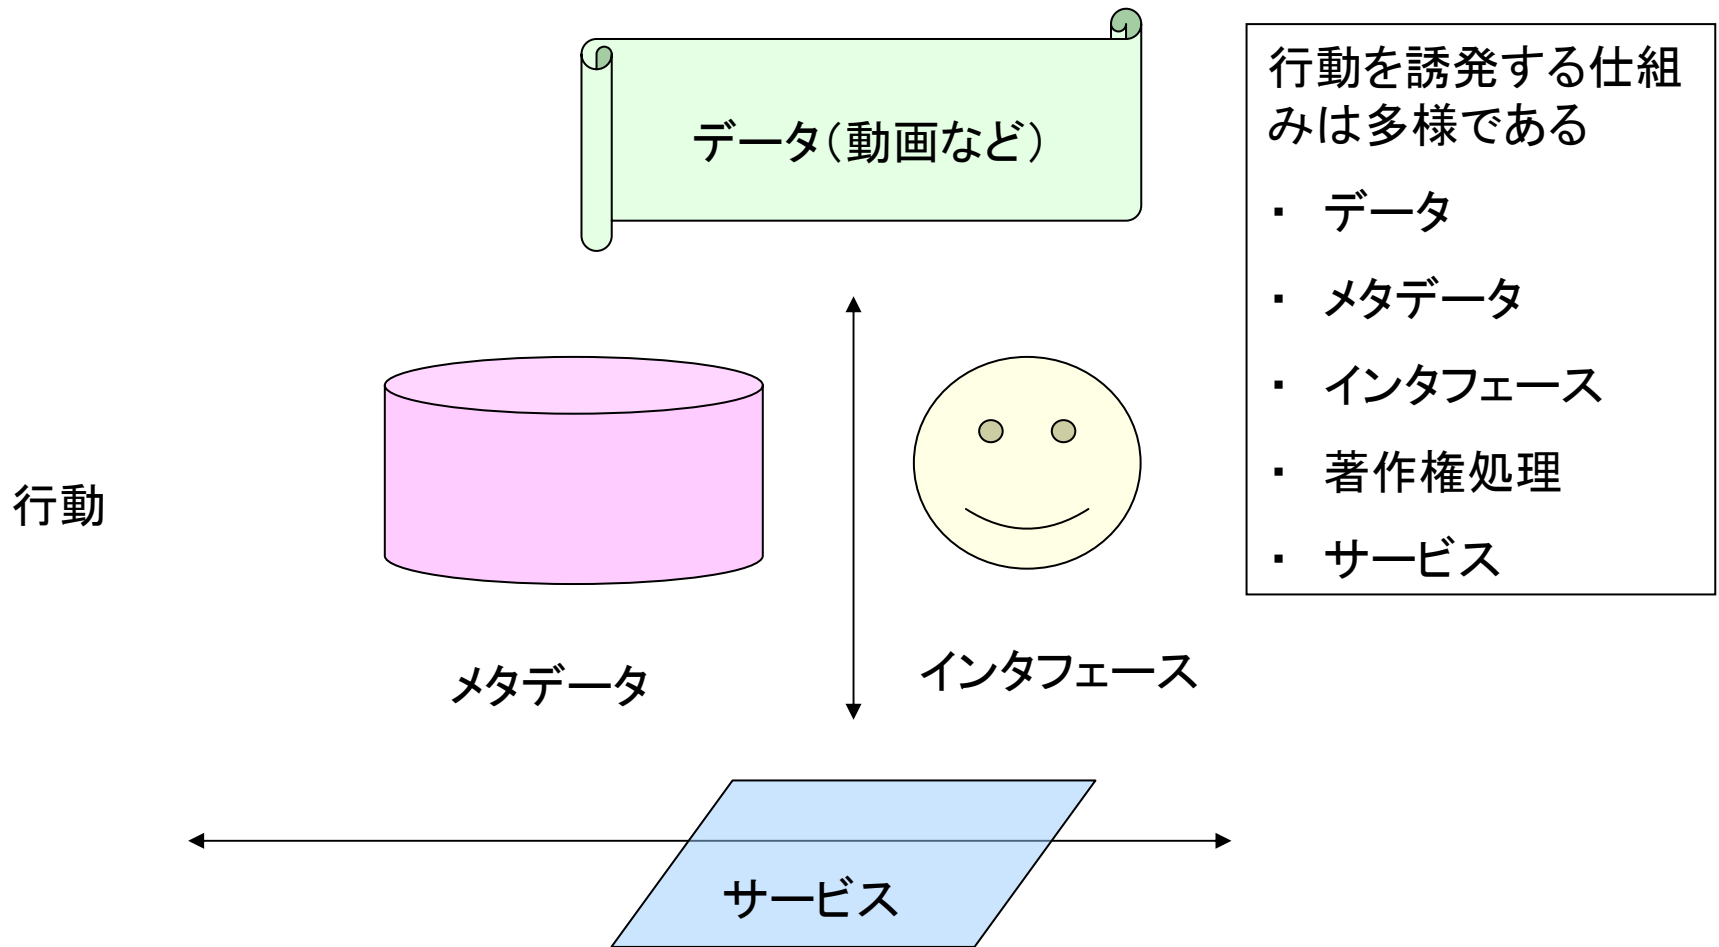 データ（動画など）
行動を誘発する仕組
みは多様である
・ データ
・ メタデータ
・ インタフェース
・ 著作権処理
・ サービス
行動
メタデータ
インタフェース
サービス